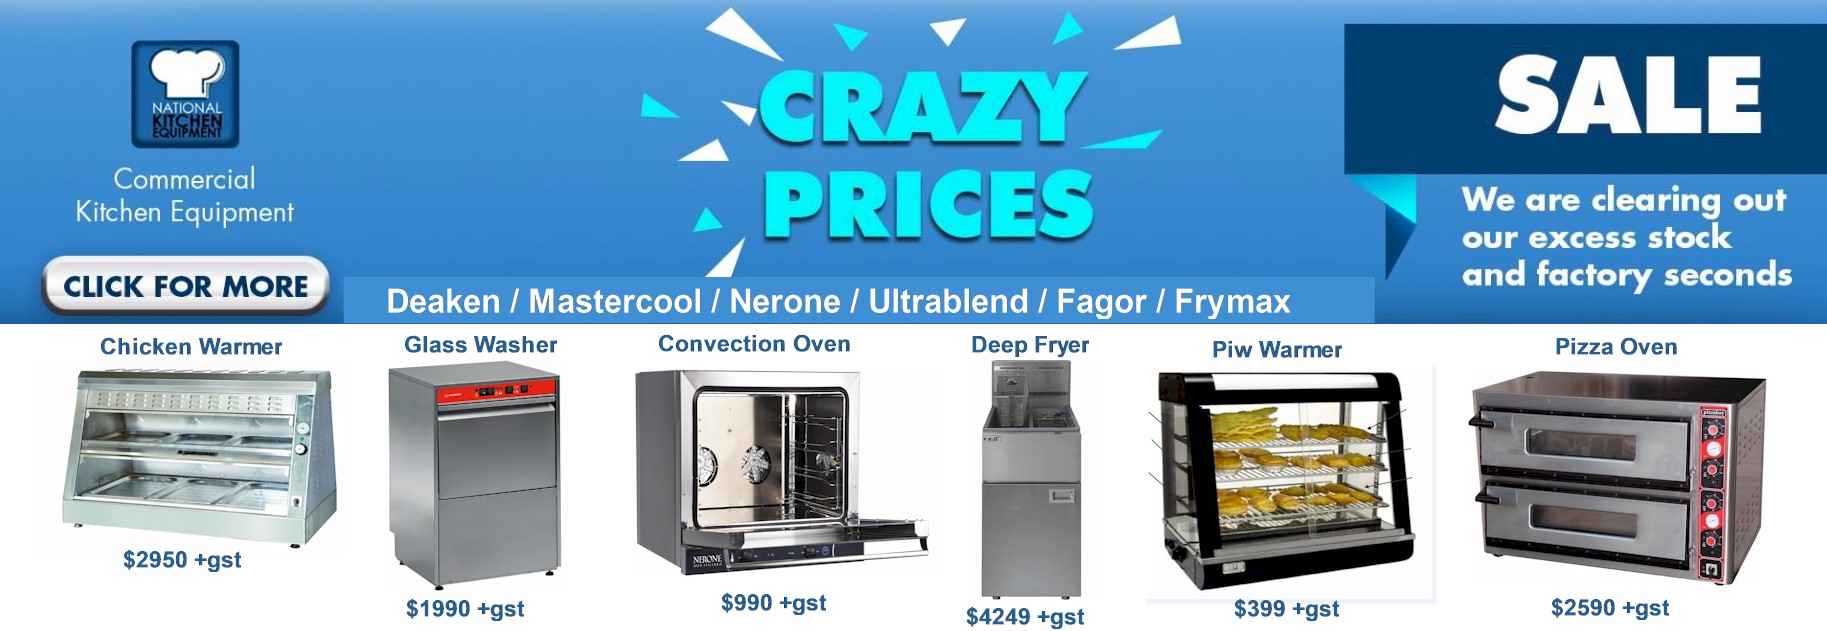 NATIONAL
KITCHEN
EQUIPMENT
Commercial
Kitchen Equipment
CLICK FOR MORE
CRAZY
PRICES
SALE
We are clearing out
our excess stock
and factory seconds
Deaken / Mastercool / Nerone / Ultrablend / Fagor / Frymax
Chicken Warmer
$2950 +gst
Glass Washer
$1990 +gst
Convection Oven
NERONE
$990 +gst
Deep Fryer
$4249 +gst
Piw Warmer
$399 +gst
Pizza Oven
$2590 +gst